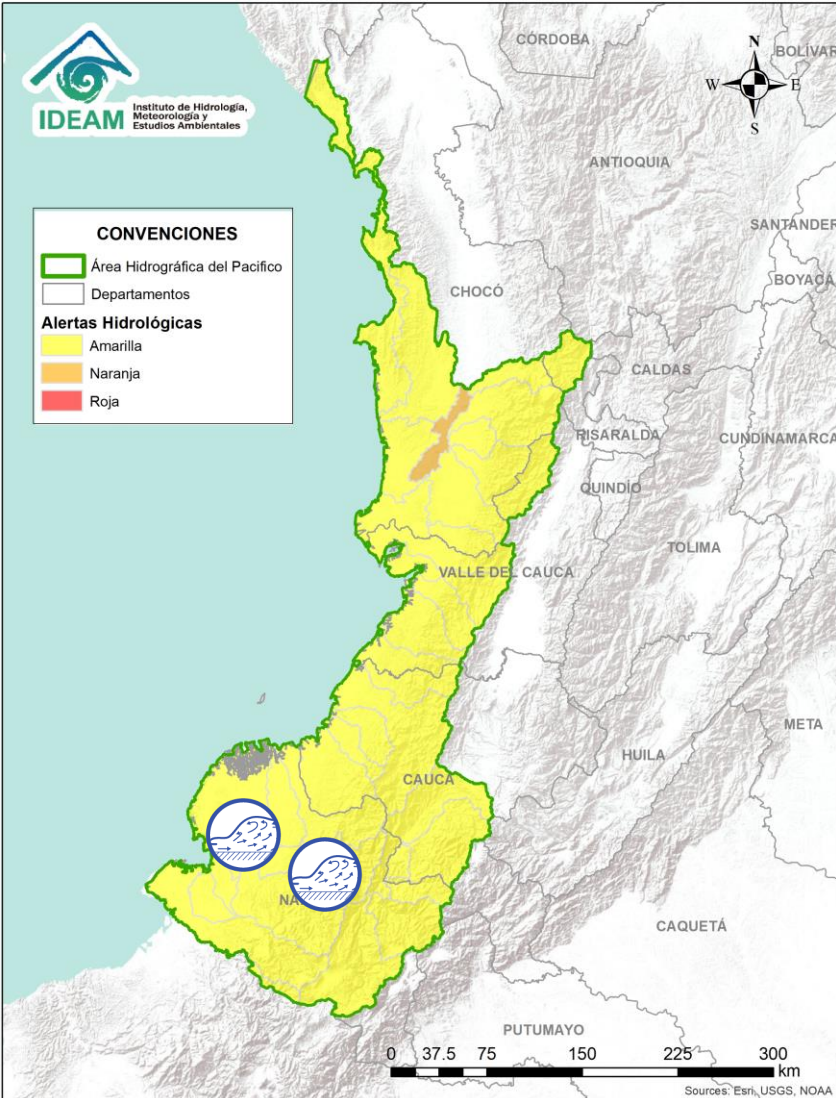 IDEAM
Instituto de Hidrología,
Meteorología y
Estudios Ambientales
CONVENCIONES
Área Hidrográfica del Pacifico
Departamentos
Alertas Hidrológicas
Amarilla
Naranja
Roja
N
W
E
S
CÓRDOBA
BOLÍVAR
ANTIOQUIA
SANTANDER
BOYACÁ
CHOCÓ
CALDAS
RISARALDA
CUNDINAMARCA
QUINDÍO
TOLIMA
VALLE DEL CAUCA
META
HUILA
CAUCA
CAQUETÁ
PUTUMAYO
0 37.5 75 150 225 300
km
Sources: Esri, USGS, NOAA